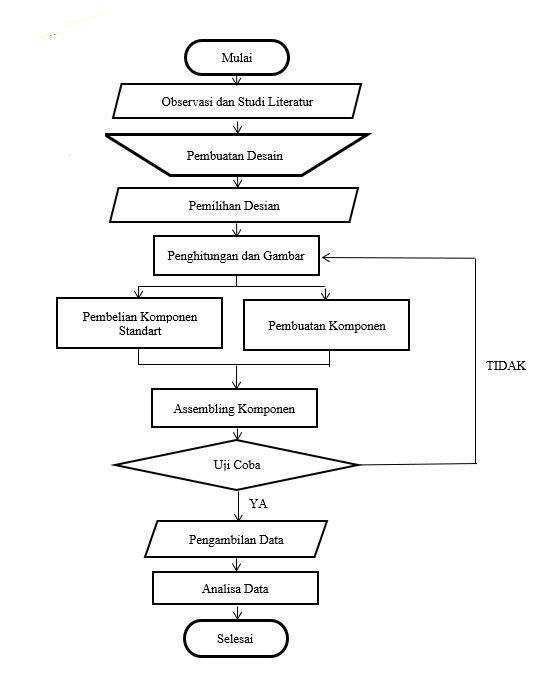 Mulai
Observasi dan Studi Literatur
Pembuatan Desain
Pemilihan Desian
Penghitungan dan Gambar
Pembelian Komponen
Standart
Pembuatan Komponen
TIDAK
Assembling Komponen
Uji Coba
YA
Pengambilan Data
Analisa Data
Selesai